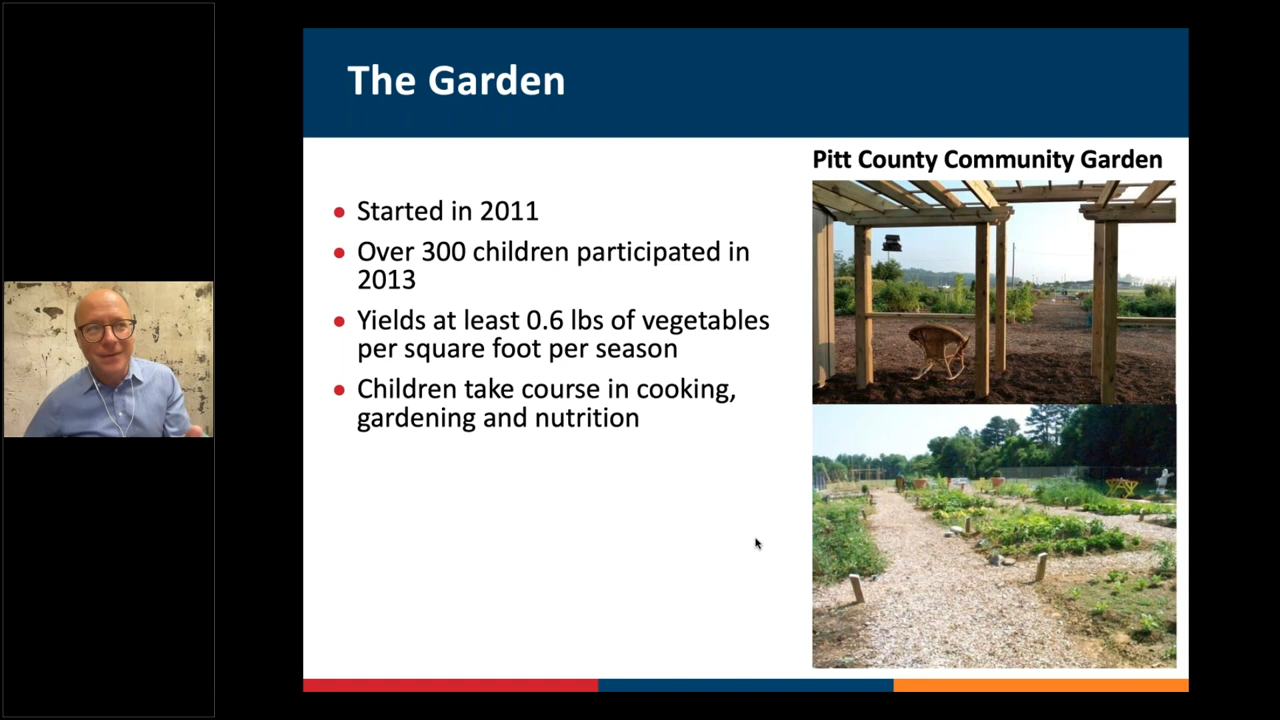 The Garden
Pitt County Community Garden
Started in 2011
Over 300 children participated in
2013
Yields at least 0.6 lbs of vegetables
per square foot per season
Children take course in cooking,
gardening and nutrition